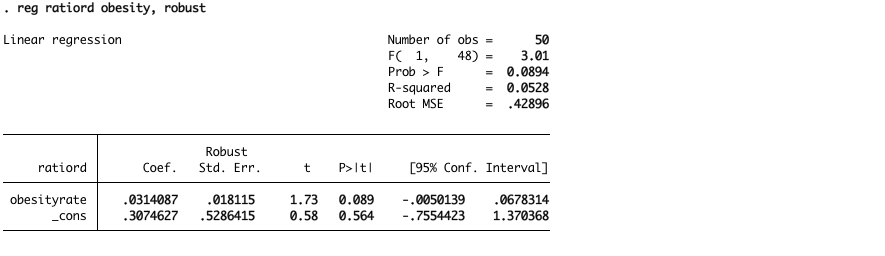 . reg ratiord obesity, robust
Linear regression Number of obs = 50
F( 1, 48) = 3.01
Prob > F = 0.0894
R-squared = 0.0528
Root MSE = .42896
Robust
ratiord Coef. Std. Err. t P>|t| [95% Conf. Interval]
obesityrate .0314087 .018115 1.73 0.089 -.0050139 .0678314
_cons .3074627 .5286415 0.58 0.564 -.7554423 1.370368